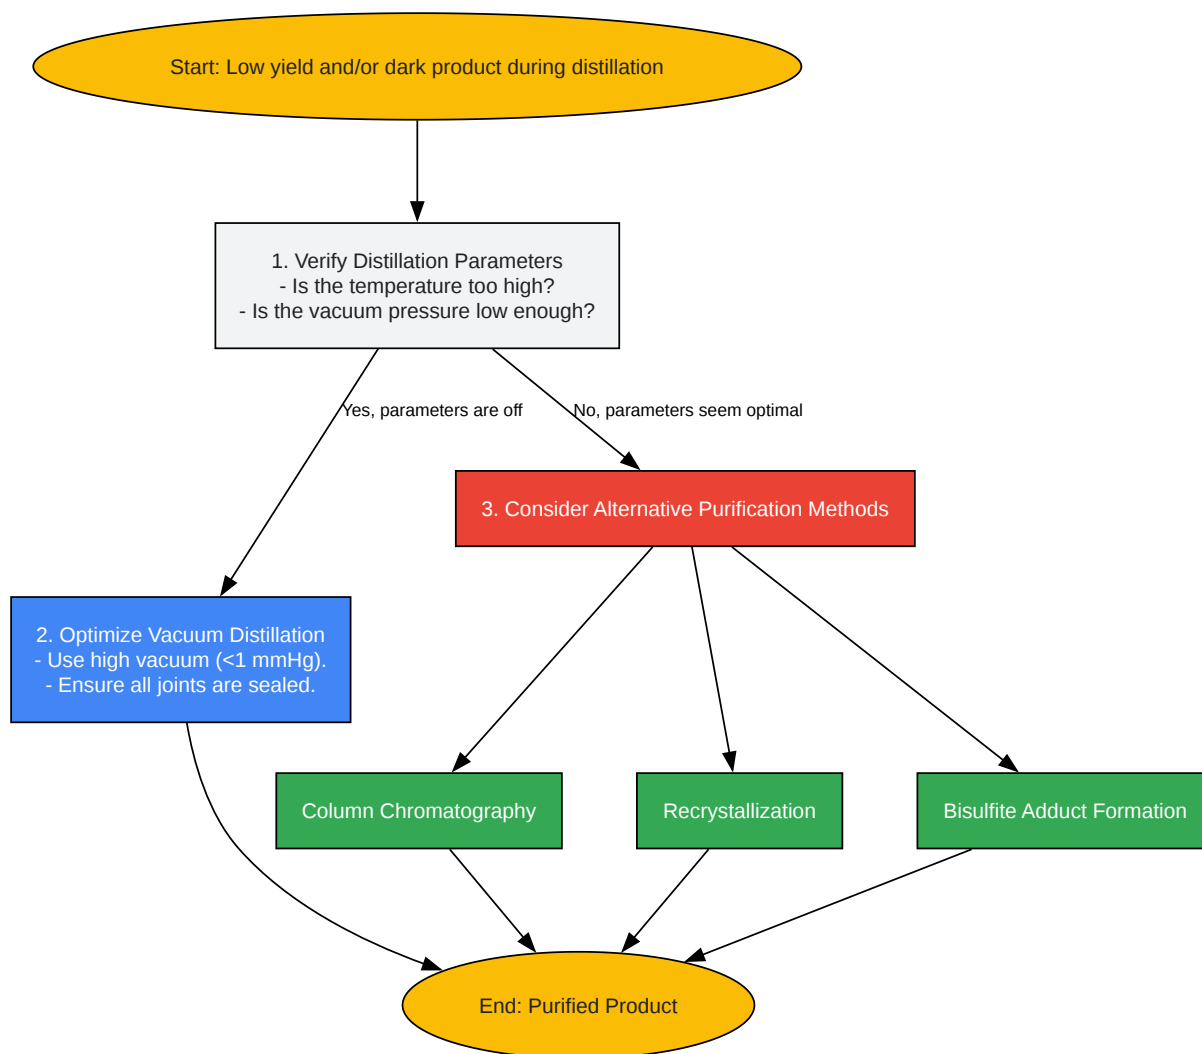 Start: Low yield and/or dark product during distillation
1. Verify Distillation Parameters
- Is the temperature too high?
- Is the vacuum pressure low enough?
Yes, parameters are off
No, parameters seem optimal
3. Consider Alternative Purification Methods
2. Optimize Vacuum Distillation
- Use high vacuum (<1 mmHg).
- Ensure all joints are sealed.
Column Chromatography
Recrystallization
Bisulfite Adduct Formation
End: Purified Product